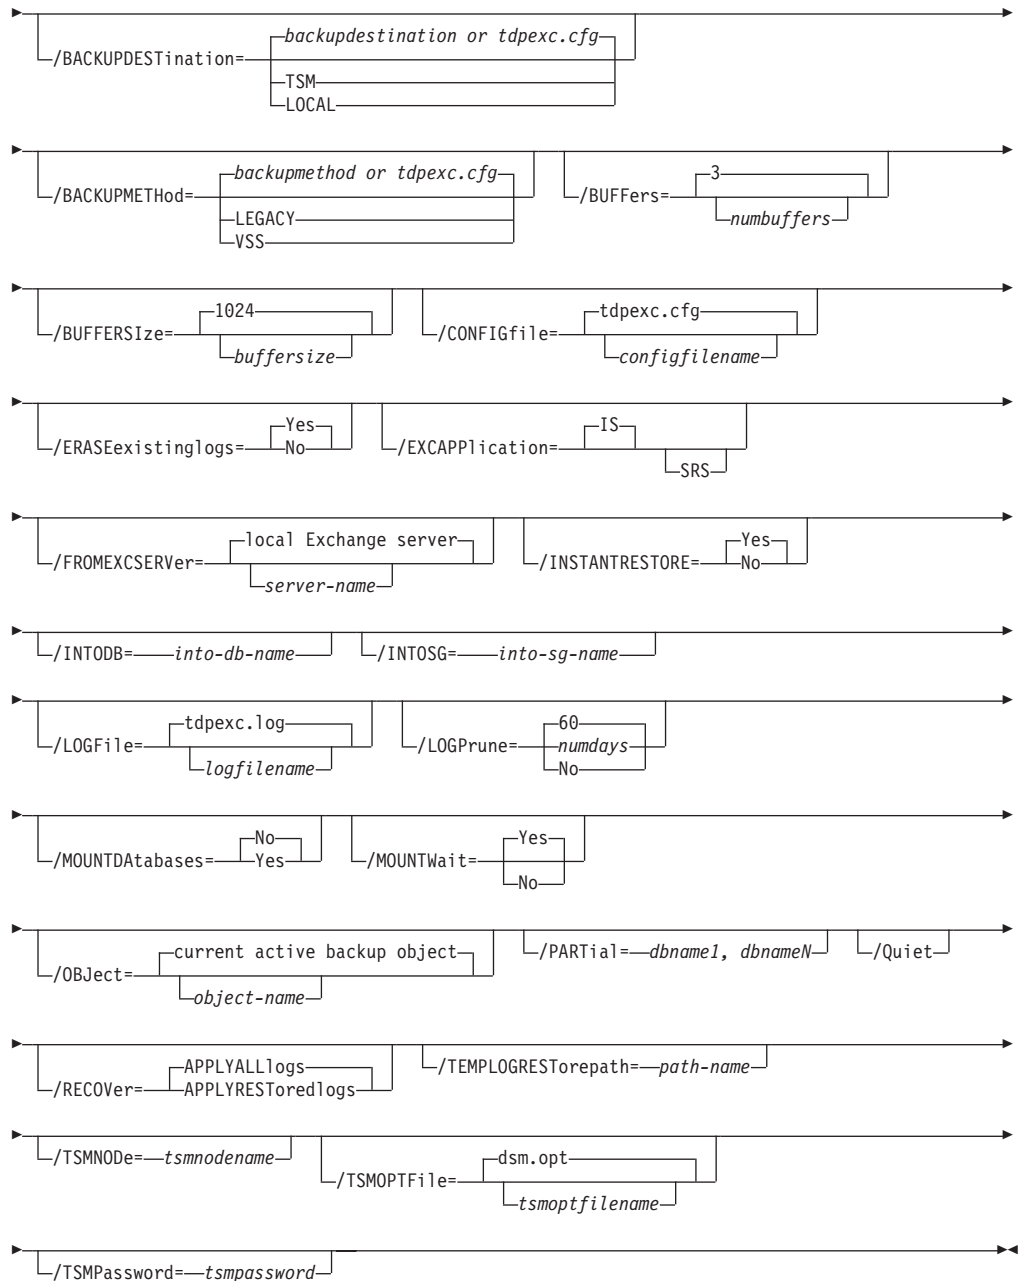 backupdestination or tdpexc.cfg
/BACKUPDESTination=
TSM
LOCAL
backupmethod or tdpexc.cfg
/BACKUPMETHod=
LEGACY
VSS
3
/BUFFers=
numbuffers
1024
/BUFFERSIze=
buffersize
tdpexc.cfg
/CONFIGfile=
configfilename
Yes
/ERASEexistinglogs= No
IS
/EXCAPPlication=
SRS
local Exchange server
/FROMEXCSERVer=
server-name
Yes
/INSTANTRESTORE= No
/INTODB= into-db-name /INTOSG= into-sg-name
tdpexc.log
/LOGFile=
logfilename
60
/LOGPrune= numdays
No
No
/MOUNTDAtabases= Yes
Yes
/MOUNTWait=
No
current active backup object
/OBJect=
object-name
/PARTial= dbname1, dbnameN /Quiet
APPLYALLlogs
/RECOVer= APPLYRESToredlogs
/TEMPLOGRESTorepath= path-name
/TSMNODe= tsmnodename
dsm.opt
/TSMOPTFile=
tsmoptfilename
/TSMPassword= tsmpassword